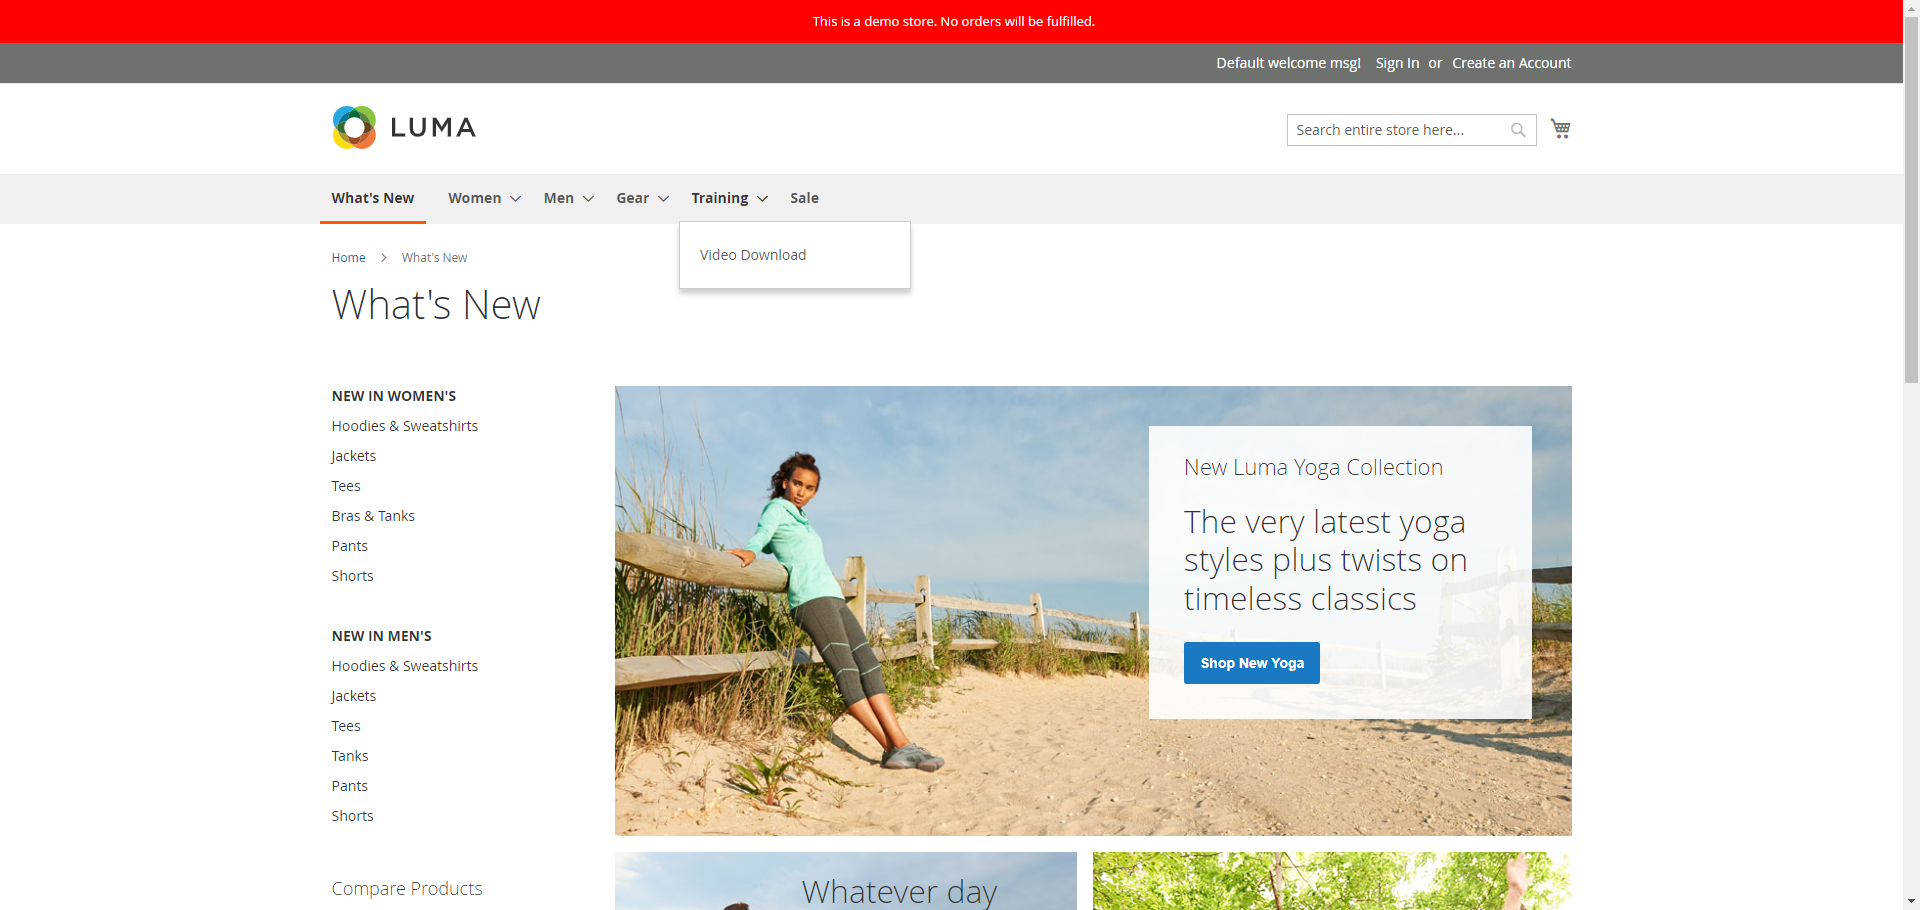 This is a demo store. No orders will be fulfilled.
Default welcome msg! Sign In or Create an Account
LUMA
Search entire store here...
What's New Women Men Gear Training Sale
Video Download
Home > What's New
What's New
NEW IN WOMEN'S
Hoodies & Sweatshirts
Jackets
Tees
Bras & Tanks
Pants
Shorts
NEW IN MEN'S
Hoodies & Sweatshirts
Jackets
Tees
Tanks
Pants
Shorts
Compare Products
New Luma Yoga Collection
The very latest yoga
styles plus twists on
timeless classics
Shop New Yoga
Whatever day